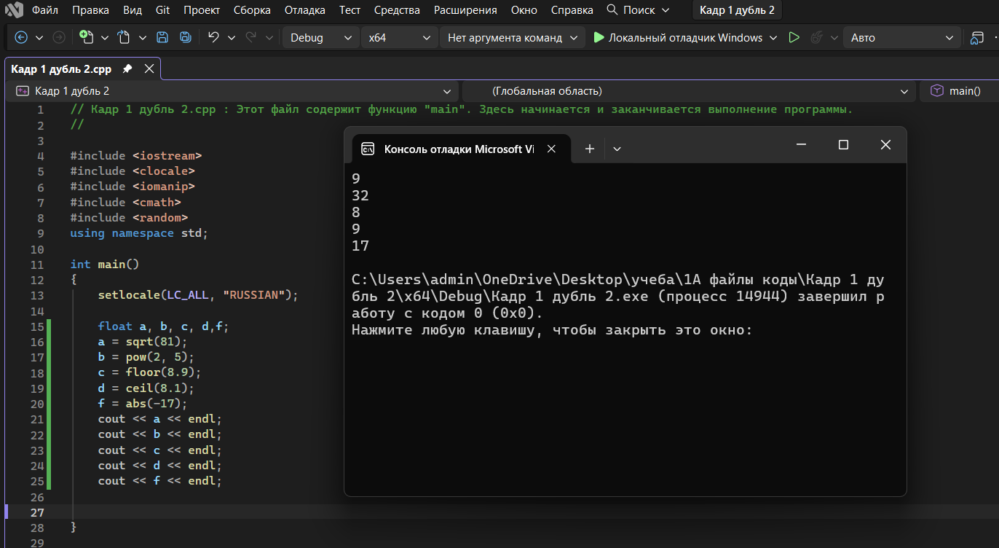 Файл Правка Вид Git Проект Сборка Отладка Тест Средства Расширения Окно Справка Поиск Кадр 1 дубль 2
Debug x64 Нет аргумента команд Локальный отладчик Windows Авто
Кадр 1 дубль 2.cpp
Кадр 1 дубль 2 (Глобальная область) main()
1 // Кадр 1 дубль 2.cpp : Этот файл содержит функцию "main". Здесь начинается и заканчивается выполнение программы.
2 //
3
4 #include <iostream>
5 #include <clocale>
6 #include <iomanip>
7 #include <cmath>
8 #include <random>
9 using namespace std;
10
11 int main()
12 {
13 setlocale(LC_ALL, "RUSSIAN");
14
15 float a, b, c, d,f;
16 a = sqrt(81);
17 b = pow(2, 5);
18 c = floor(8.9);
19 d = ceil(8.1);
20 f = abs(-17);
21 cout << a << endl;
22 cout << b << endl;
23 cout << c << endl;
24 cout << d << endl;
25 cout << f << endl;
26
27
28 }
29
Консоль отладки Microsoft Vi
9
32
8
9
17
C:\Users\admin\OneDrive\Desktop\учеба\1А файлы коды\Кадр 1 ду
бль 2\x64\Debug\Кадр 1 дубль 2.exe (процесс 14944) завершил р
аботу с кодом 0 (0x0).
Нажмите любую клавишу, чтобы закрыть это окно: